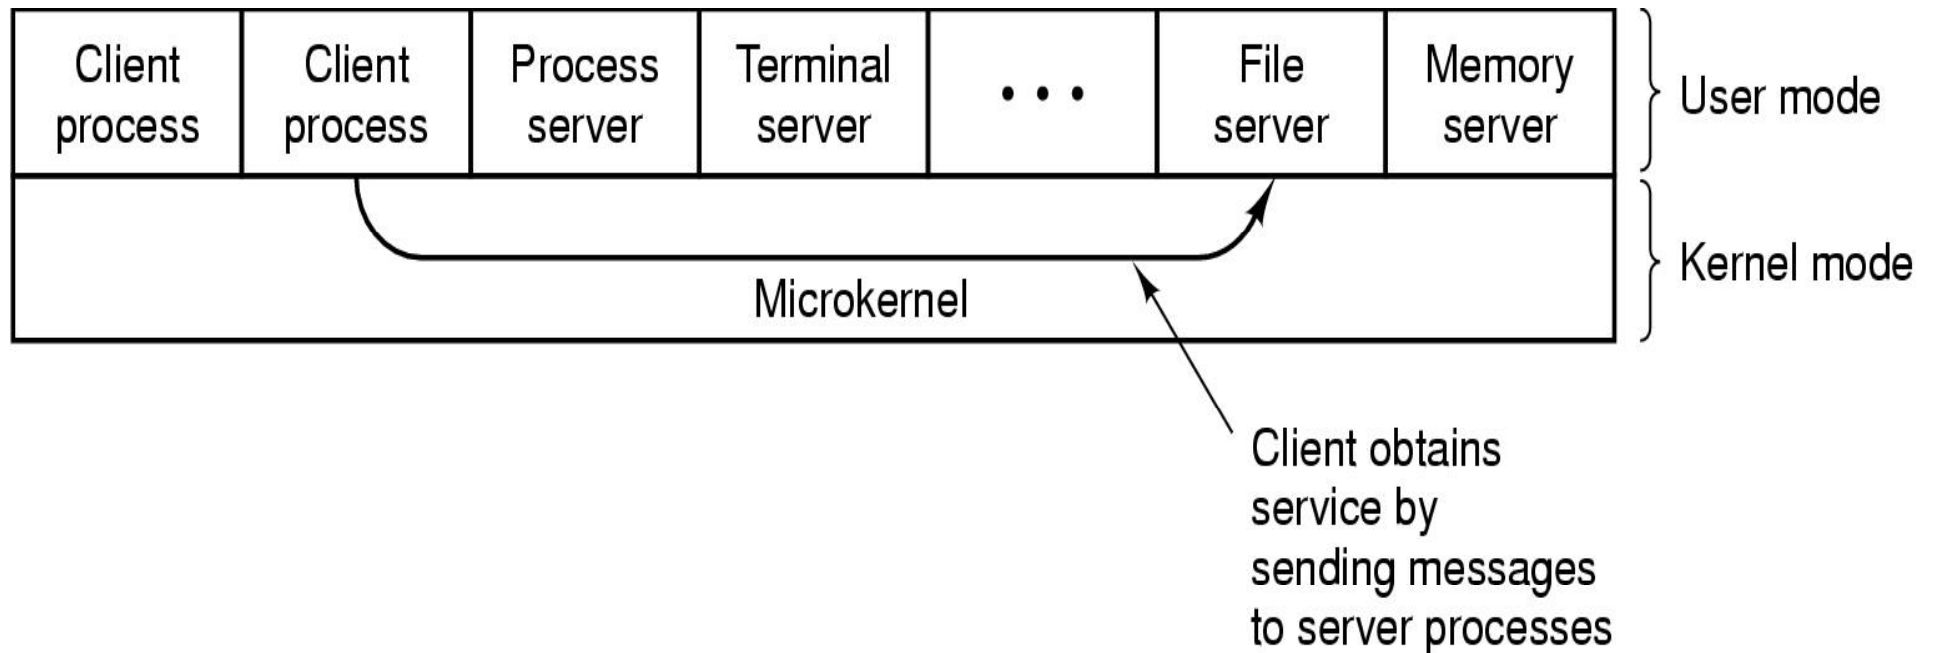 Client
process
Client
process
Process
server
Terminal
server
• • •
File
server
Memory
server
User mode
Microkernel
Kernel mode
Client obtains
service by
sending messages
to server processes